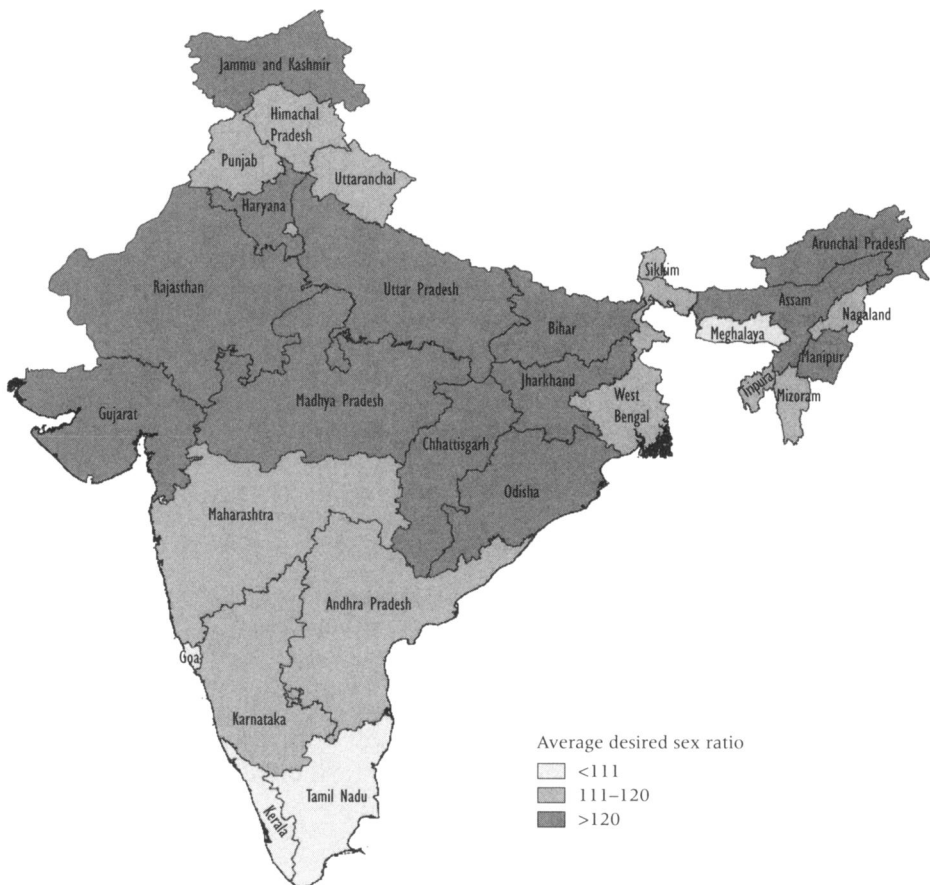 Jammu and Kashmir
Himachal
Pradesh
Punjab
Uttaranchal
Haryana
Arunchal Pradesh
Sikkim
Rajasthan
Uttar Pradesh
Assam
Nagaland
Bihar
Meghalaya
Manipur
Jharkhand
Inpura
Mizoram
West
Bengal
Madhya Pradesh
Gujarat
Chhattisgarh
Odisha
Maharashtra
Andhra Pradesh
Goa
Karnataka
Tamil Nadu
Kerala
Average desired sex ratio
<111
111–120
>120